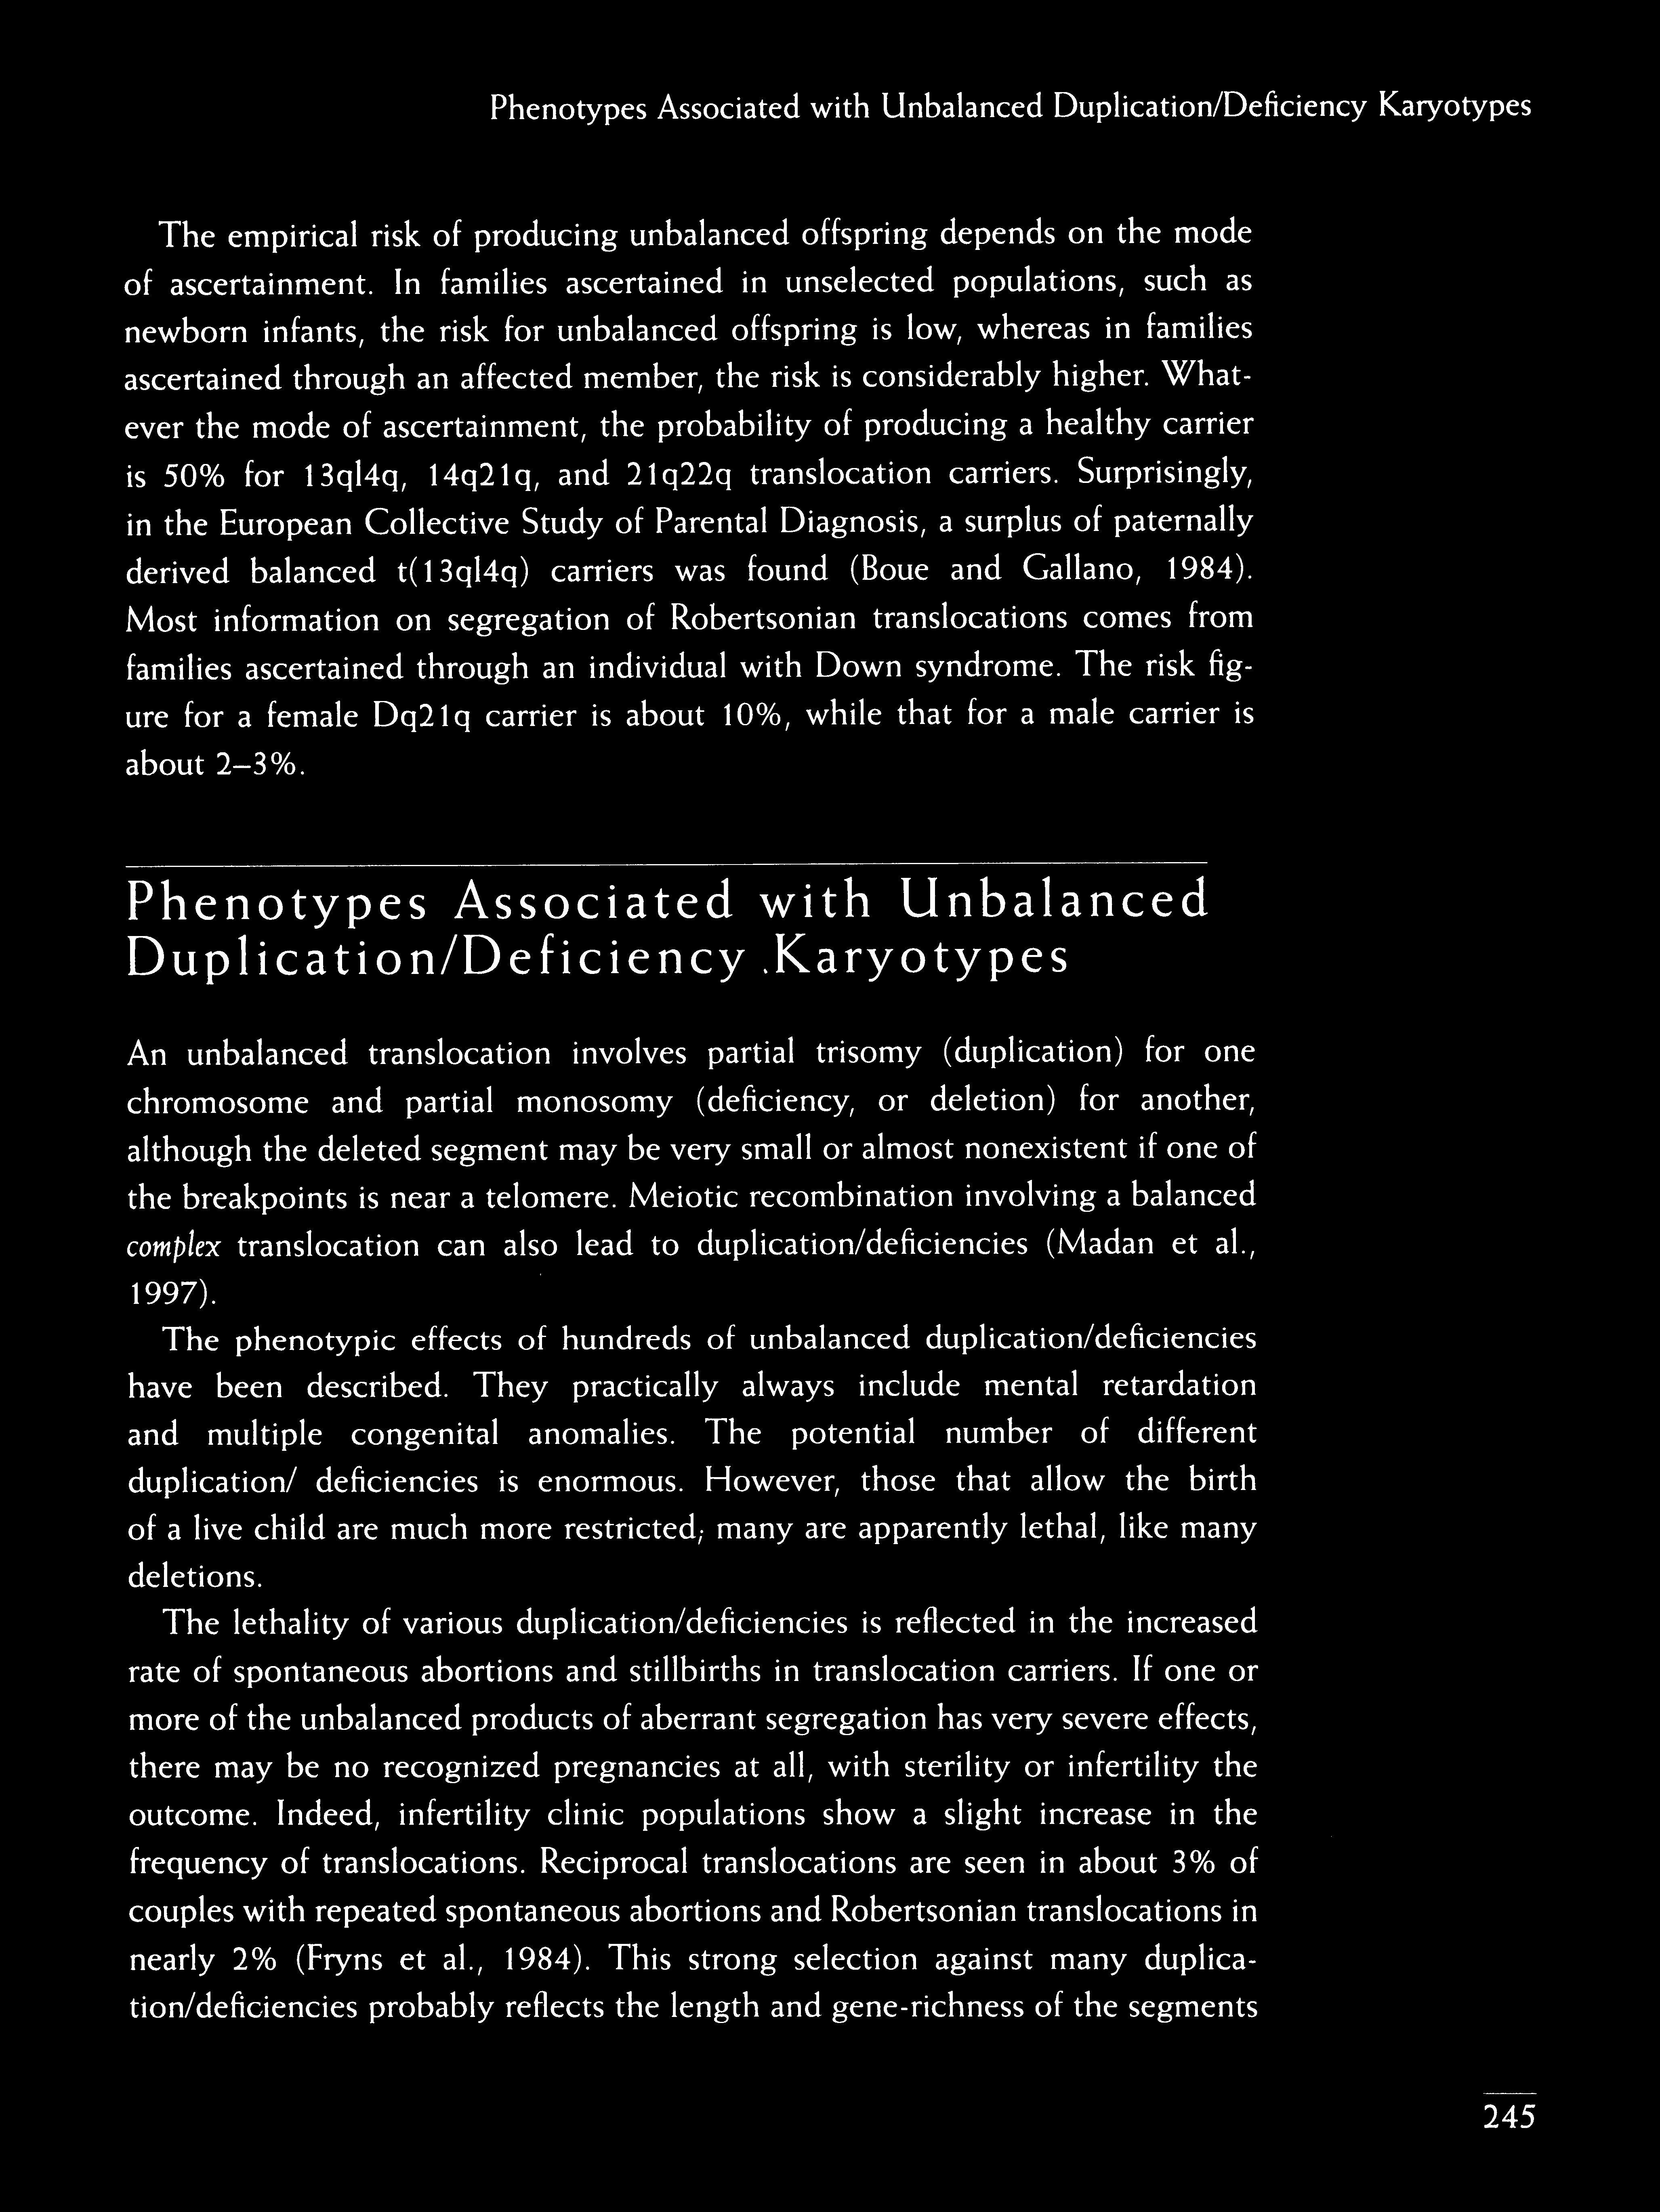 Phenotypes Associated with Unbalanced Duplication/Deficiency Karyotypes
The empirical risk of producing unbalanced offspring depends on the mode
of ascertainment. In families ascertained in unselected populations, such as
newborn infants, the risk for unbalanced offspring is low, whereas in families
ascertained through an affected member, the risk is considerably higher. What-
ever the mode of ascertainment, the probability of producing a healthy carrier
is 50% for 13ql4q, 14q21q, and 21q22q translocation carriers. Surprisingly,
in the European Collective Study of Parental Diagnosis, a surplus of paternally
derived balanced t(13ql4q) carriers was found (Boue and Gallano, 1984).
Most information on segregation of Robertsonian translocations comes from
families ascertained through an individual with Down syndrome. The risk fig-
ure for a female Dq21q carrier is about 10%, while that for a male carrier is
about 2–3%.
Phenotypes Associated with Unbalanced
Duplication/Deficiency .Karyotypes
An unbalanced translocation involves partial trisomy (duplication) for one
chromosome and partial monosomy (deficiency, or deletion) for another,
although the deleted segment may be very small or almost nonexistent if one of
the breakpoints is near a telomere. Meiotic recombination involving a balanced
complex translocation can also lead to duplication/deficiencies (Madan et al.,
1997).
The phenotypic effects of hundreds of unbalanced duplication/deficiencies
have been described. They practically always include mental retardation
and multiple congenital anomalies. The potential number of different
duplication/ deficiencies is enormous. However, those that allow the birth
of a live child are much more restricted; many are apparently lethal, like many
deletions.
The lethality of various duplication/deficiencies is reflected in the increased
rate of spontaneous abortions and stillbirths in translocation carriers. If one or
more of the unbalanced products of aberrant segregation has very severe effects,
there may be no recognized pregnancies at all, with sterility or infertility the
outcome. Indeed, infertility clinic populations show a slight increase in the
frequency of translocations. Reciprocal translocations are seen in about 3% of
couples with repeated spontaneous abortions and Robertsonian translocations in
nearly 2% (Fryns et al., 1984). This strong selection against many duplica-
tion/deficiencies probably reflects the length and gene-richness of the segments
245